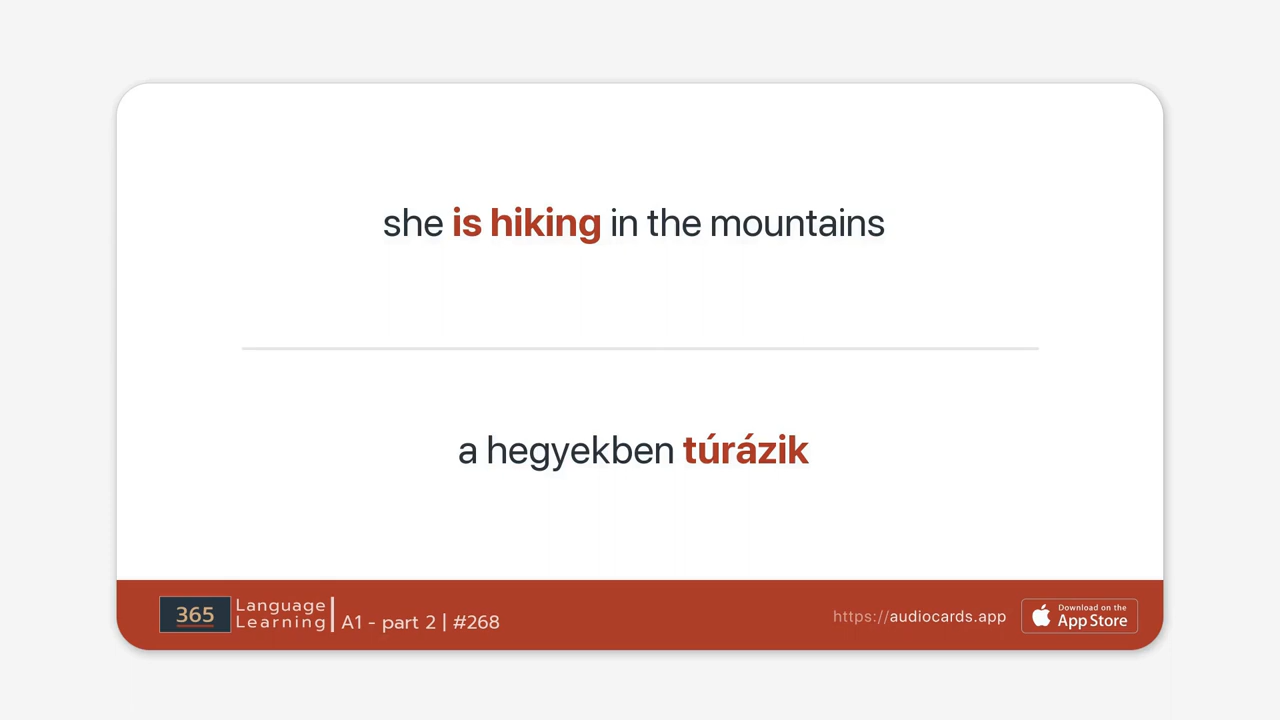 she is hiking in the mountains
a hegyekben túrázik
365
Language
Learning
A1 - part 2 | #268
https://audiocards.app
Download on the
App Store